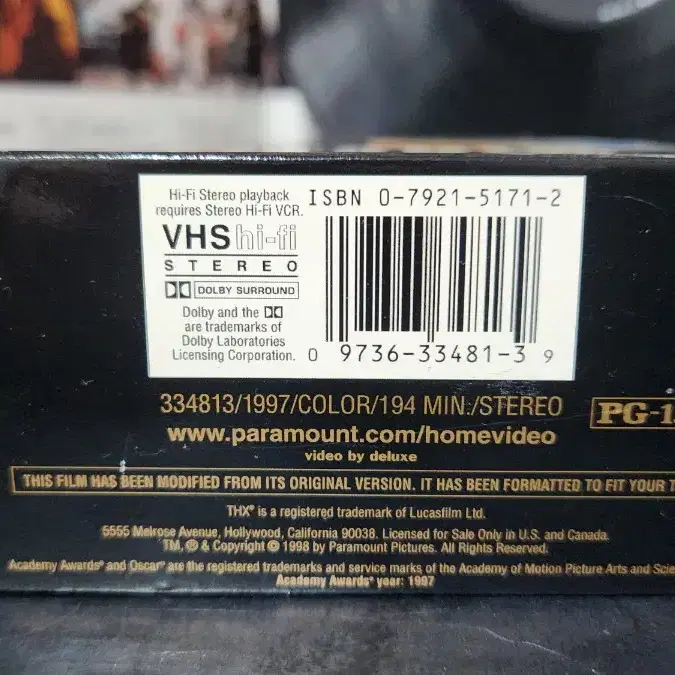 Hi-Fi Stereo playback
requires Stereo Hi-Fi VCR.
VHS hi-fi
STEREO
DOLBY SURROUND
Dolby and the
are trademarks of
Dolby Laboratories
Licensing Corporation.
ISBN 0-7921-5171-2
0 9736-33481-3 9
334813/1997/COLOR/194 MIN./STEREO
PG-1
www.paramount.com/homevideo
video by deluxe
THIS FILM HAS BEEN MODIFIED FROM ITS ORIGINAL VERSION. IT HAS BEEN FORMATTED TO FIT YOUR T
THX® is a registered trademark of Lucasfilm Ltd.
5555 Melrose Avenue, Hollywood, California 90038. Licensed for Sale Only in U.S. and Canada.
TM, ® & Copyright © 1998 by Paramount Pictures. All Rights Reserved.
Academy Awards® and Oscar® are the registered trademarks and service marks of the Academy of Motion Picture Arts and Scie
Academy Awards® year: 1997